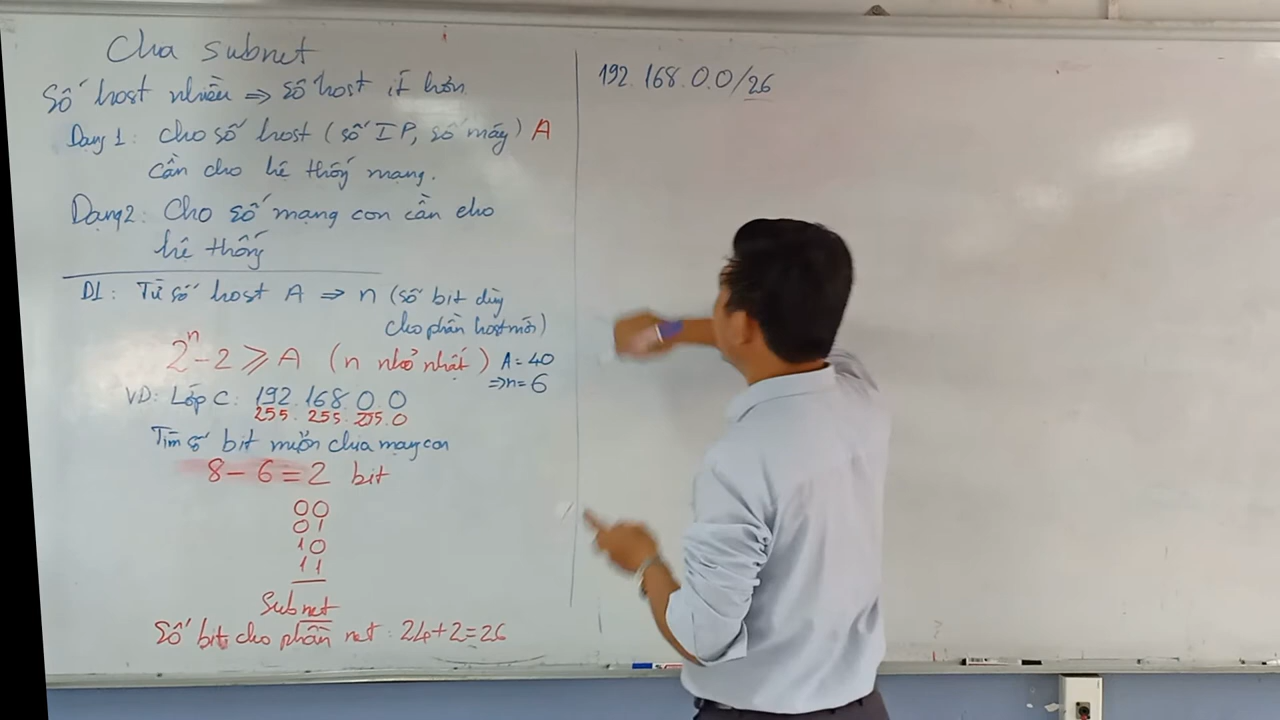 Chia subnet
Số host nhiều ⇒ số host ít hơn
Dạng 1: Cho số host (số IP, số máy) A
cần cho hệ thống mạng.
Dạng 2: Cho số mạng con cần cho
hệ thống
D1: Từ số host A ⇒ n (số bit dùng
cho phần host mới)
2^n - 2 ⩾ A (n nhỏ nhất) A = 40
⇒ n = 6
VD: Lớp C: 192.168.0.0
255.255.255.0
Tìm số bit mượn chia mạng con
8 - 6 = 2 bit
00
01
10
11
Subnet
Số bit cho phần net: 24+2=26
192.168.0.0/26